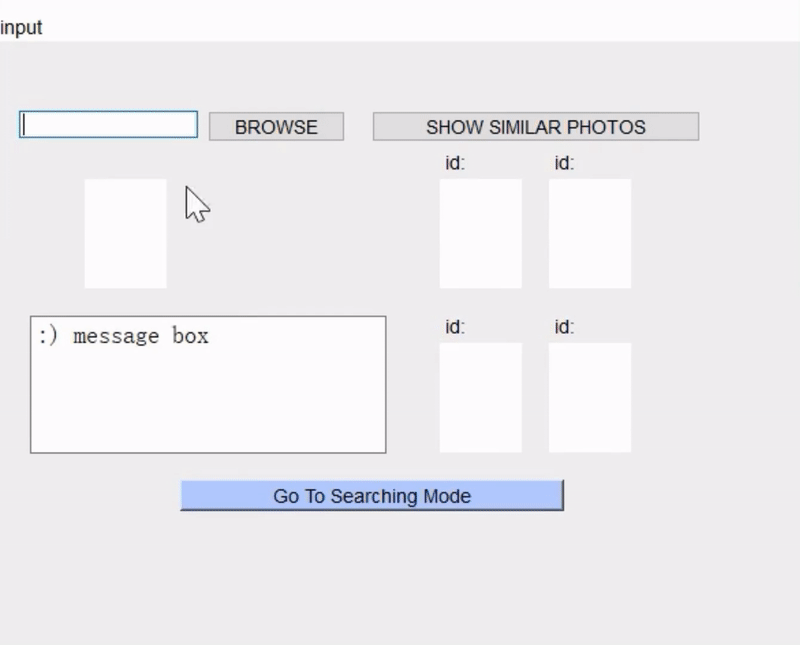 input
BROWSE
SHOW SIMILAR PHOTOS
id:
id:
:) message box
id:
id:
Go To Searching Mode